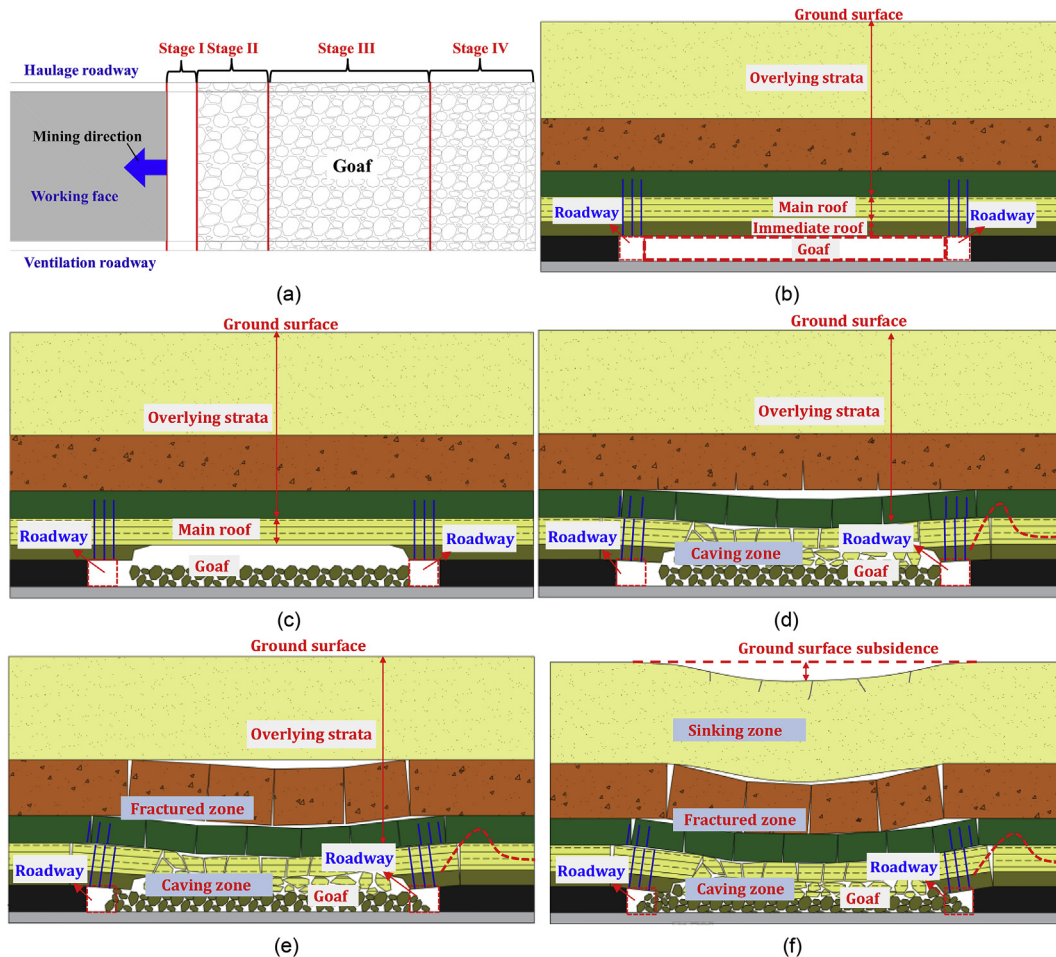 Stage I Stage II Stage III Stage IV
Haulage roadway
Mining direction
Goaf
Working face
Ventilation roadway
(a)
Ground surface
Overlying strata
Main roof
Roadway
Roadway
Immediate roof
Goaf
(b)
Ground surface
Overlying strata
Main roof
Roadway
Roadway
Goaf
(c)
Ground surface
Overlying strata
Roadway
Roadway
Caving zone
Goaf
(d)
Ground surface
Overlying strata
Fractured zone
Roadway
Roadway
Caving zone
Goaf
(e)
Ground surface subsidence
Sinking zone
Fractured zone
Roadway
Roadway
Caving zone
Goaf
(f)